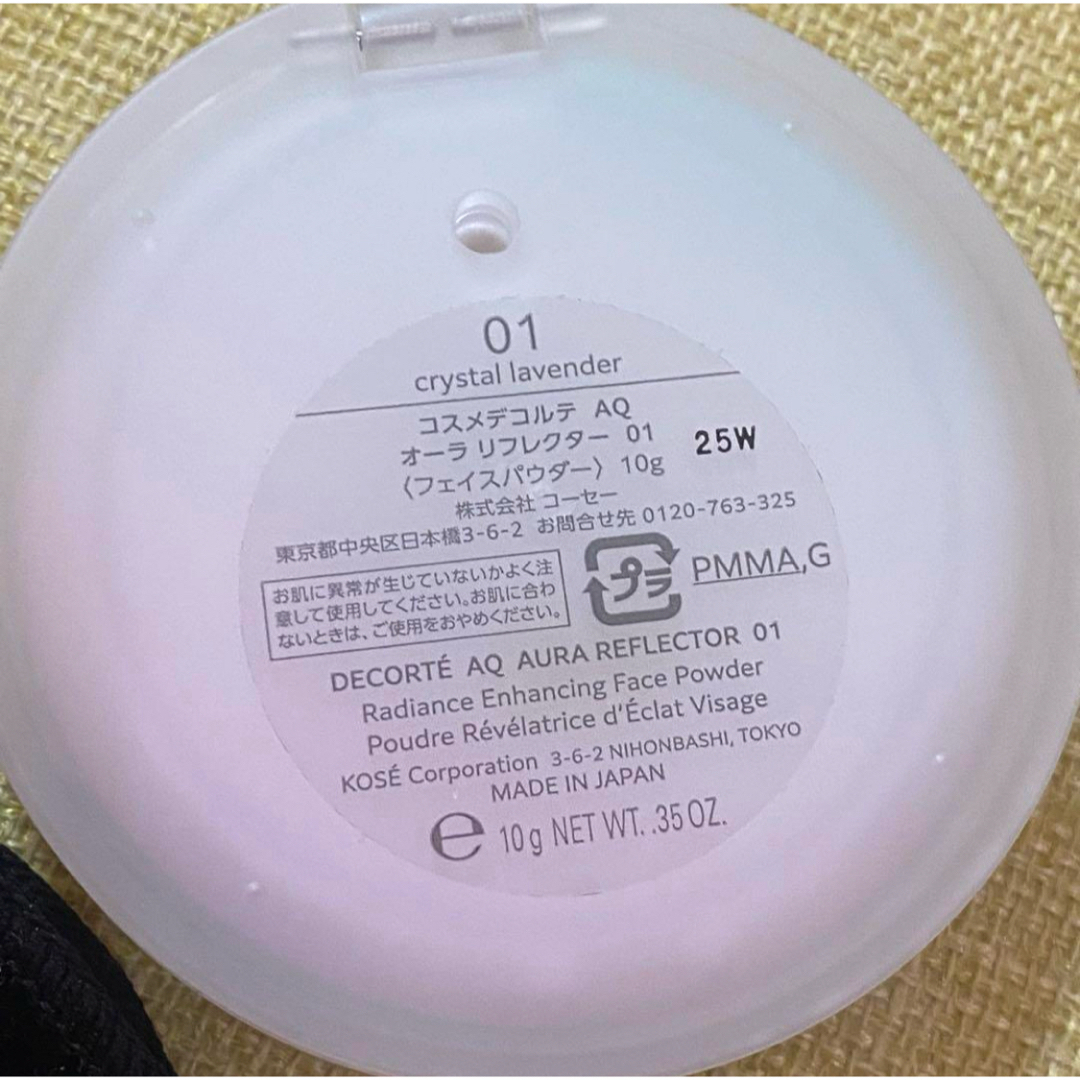 01
crystal lavender
コスメデコルテ AQ
オーラ リフレクター 01
〈フェイスパウダー〉 10g
25W
株式会社 コーセー
東京都中央区日本橋3-6-2 お問合せ先 0120-763-325
お肌に異常が生じていないかよく注
意して使用してください。お肌に合わ
ないときは、ご使用をおやめください。
プラ
PMMA,G
DECORTÉ AQ AURA REFLECTOR 01
Radiance Enhancing Face Powder
Poudre Révélatrice d'Éclat Visage
KOSÉ Corporation 3-6-2 NIHONBASHI, TOKYO
MADE IN JAPAN
e 10g NET WT. .35 OZ.